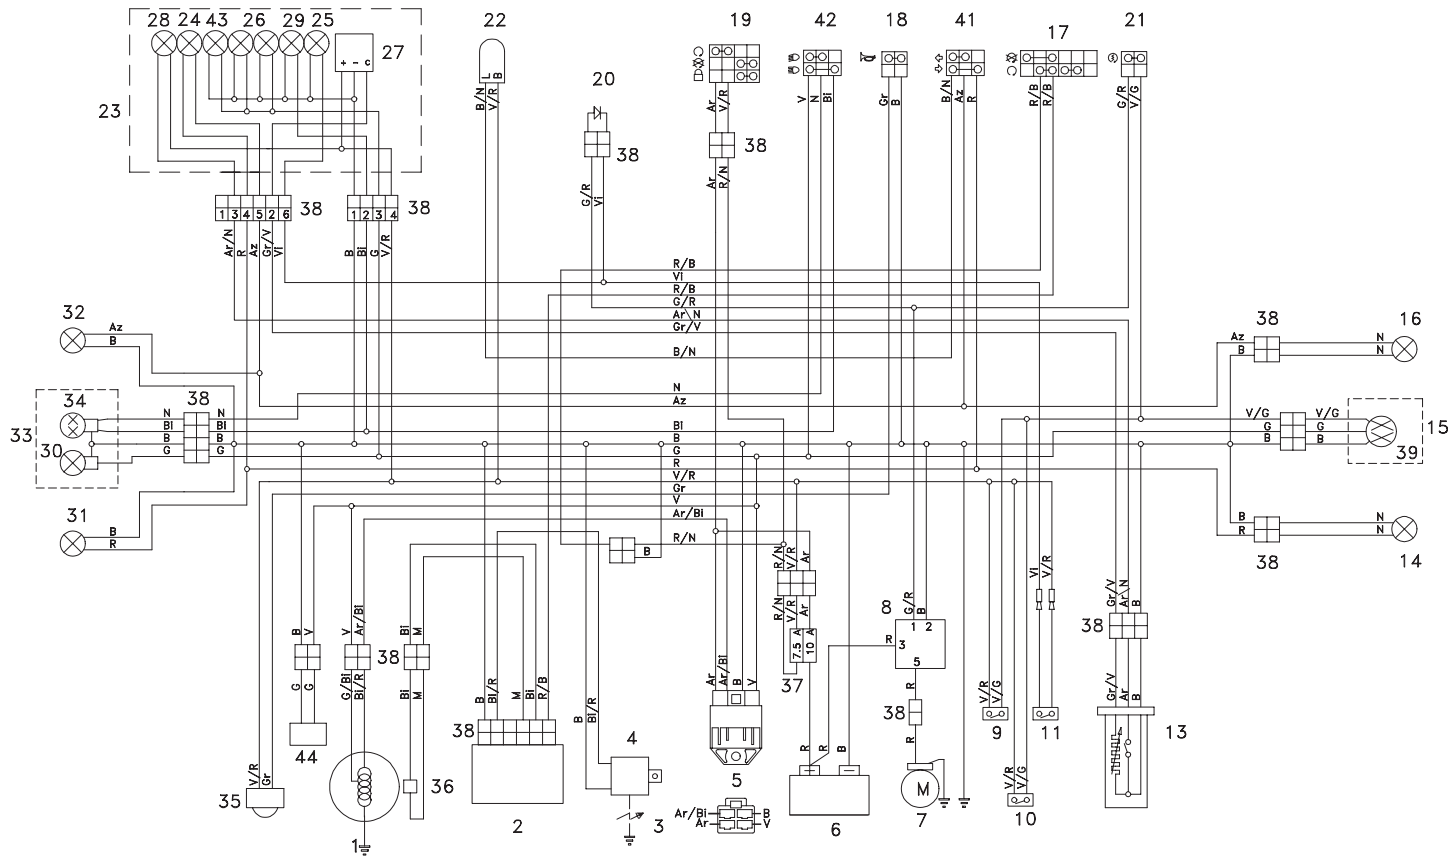 28 24 43 26 29 25
22
19 42 18 41 17 21
27
+ - C
23
20
38
38
L B
B/N
V/R
G/R
Vi
Ar
V/R
Ar
R/N
V
N
Bi
Gr
B
B/N
Az
R
R/B
R/B
G/R
V/G
1 3 4 5 2 6
38
1 2 3 4
38
Ar/N
R
Az
Gr/V
Vi
B
Bi
G
V/R
R/B
Vi
R/B
G/R
Ar\N
Gr/V
B/N
N
Az
Bi
B
G
R
V/R
Gr
V
Ar/Bi
R/N
B
32
Az
B
34
33
30
38
N N
BI BI
B B
G G
31
B
R
38
16
Az N
B N
V/G V/G
G G
B B
15
39
B N
R N
38
14
R/N
V/R
Ar
R/N
V/R
Ar
7.5 A
10 A
37
B
V
G
G
44
V
Ar/Bi
G/Bi
Bi/R
38
Bi
M
Bi
M
36
V/R
Gr
35
1
B
Bi/R
M
Bi
R/B
38
2
B
Bi/R
4
3
Ar
Ar/Bi
B
V
5
Ar/Bi B
Ar V
R
R
B
6
8
G/R
B
1 2
R 3
5
R
38
R
M
7
V/R
V/G
9
V/R
V/G
10
Vi
V/R
11
Gr/V
Ar\N
B
38
Gr/V
Ar
B
13